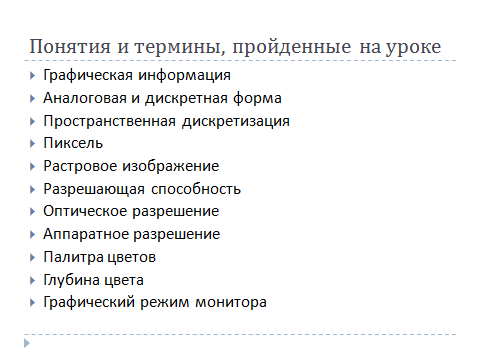 Понятия и термины, пройденные на уроке
Графическая информация
Аналоговая и дискретная форма
Пространственная дискретизация
Пиксель
Растровое изображение
Разрешающая способность
Оптическое разрешение
Аппаратное разрешение
Палитра цветов
Глубина цвета
Графический режим монитора